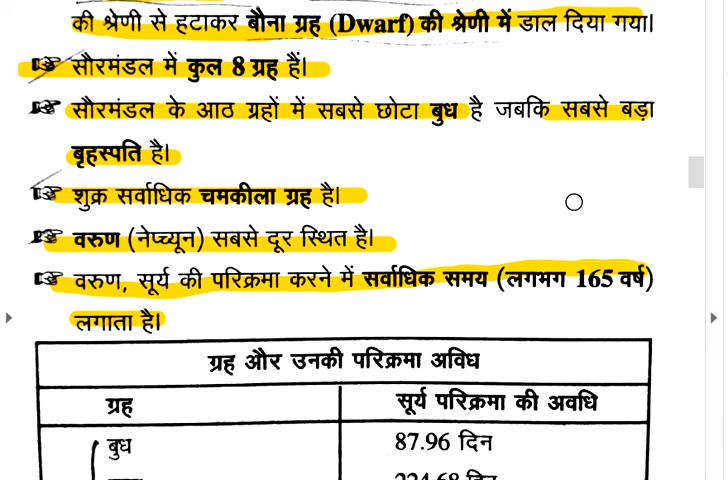 की श्रेणी से हटाकर बौना ग्रह (Dwarf) की श्रेणी में डाल दिया गया।
सौरमंडल में कुल 8 ग्रह हैं।
सौरमंडल के आठ ग्रहों में सबसे छोटा बुध है जबकि सबसे बड़ा
बृहस्पति है।
शुक्र सर्वाधिक चमकीला ग्रह है।
वरुण (नेप्च्यून) सबसे दूर स्थित है।
वरुण, सूर्य की परिक्रमा करने में सर्वाधिक समय (लगभग 165 वर्ष)
लगाता है।
ग्रह और उनकी परिक्रमा अविध
ग्रह सूर्य परिक्रमा की अवधि
बुध 87.96 दिन